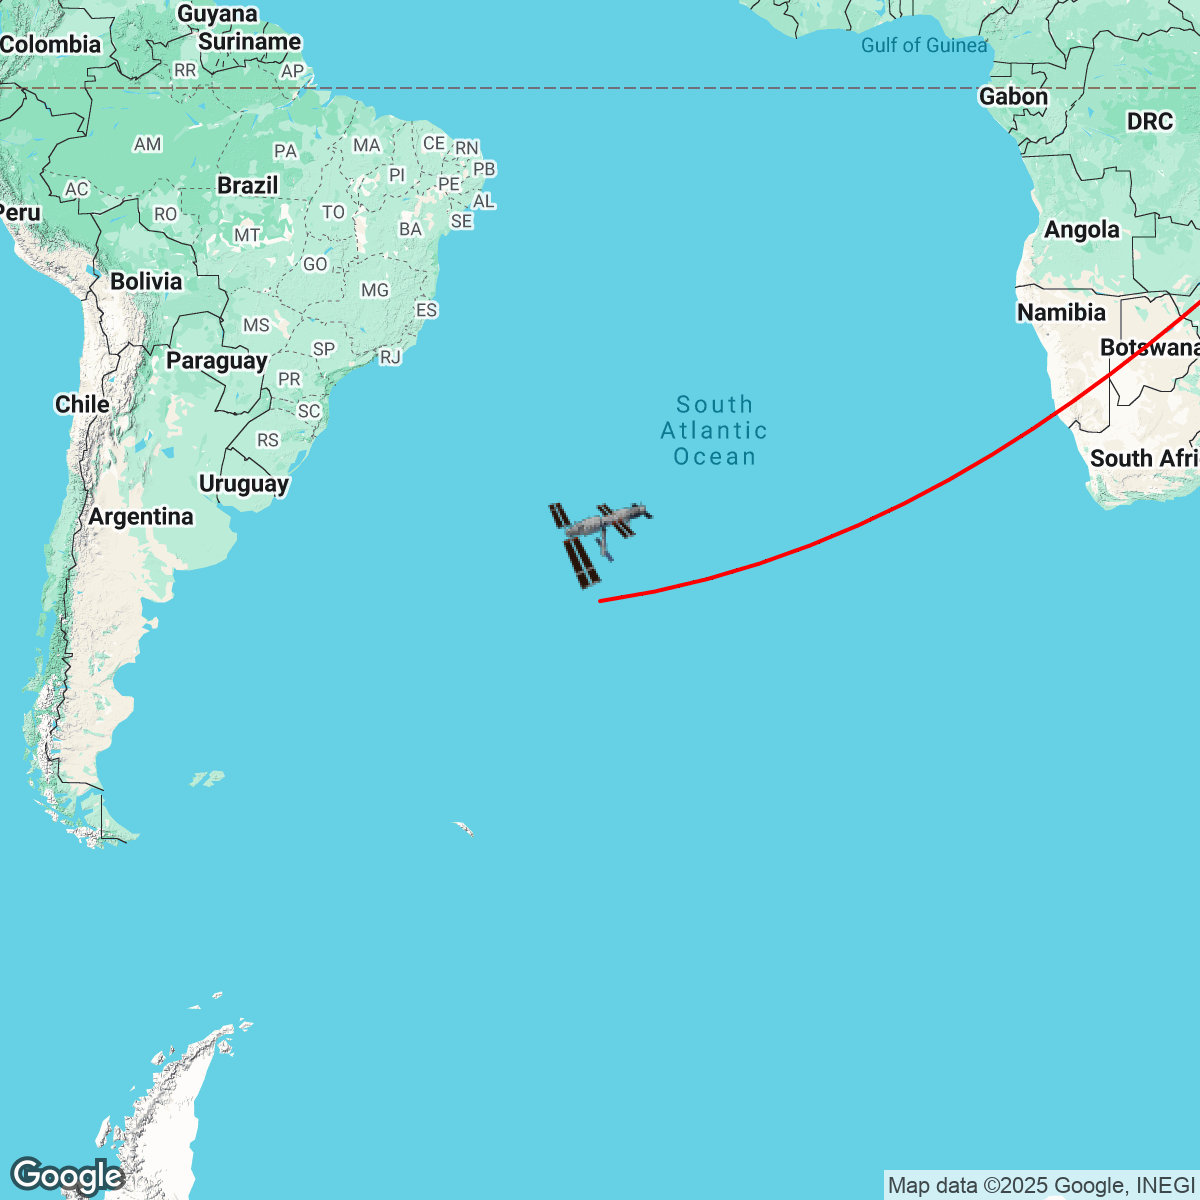 Guyana
Suriname
Colombia
Gulf of Guinea
RR
AP
Gabon
DRC
AM
PA
MA
CE
RN
PB
PI
PE
AL
AC
Brazil
Peru
RO
TO
SE
MT
BA
Angola
GO
Bolivia
MG
ES
Namibia
MS
SP
RJ
Botswana
Paraguay
PR
Chile
SC
South
Atlantic
Ocean
RS
South Afri
Uruguay
Argentina
Google
Map data ©2025 Google, INEGI